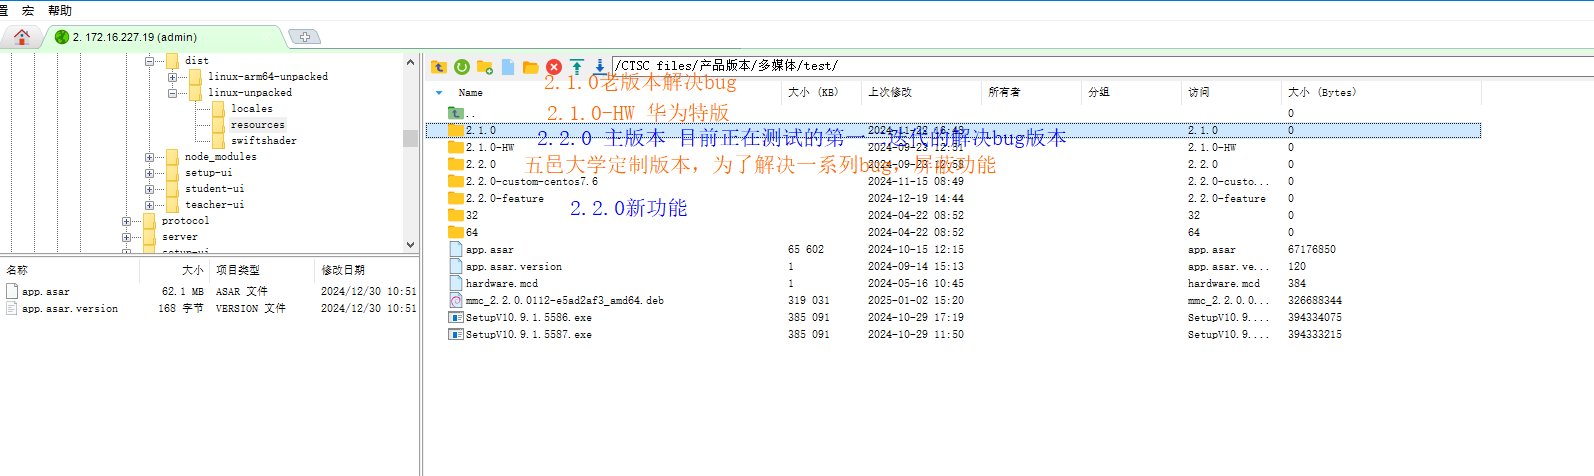 置 宏 帮助
2. 172.16.227.19 (admin)
dist
linux-arm64-unpacked
linux-unpacked
locales
resources
swiftshader
node_modules
setup-ui
student-ui
teacher-ui
protocol
server
setup-ui
名称 大小 项目类型 修改日期
app.asar 62.1 MB ASAR 文件 2024/12/30 10:51
app.asar.version 168 字节 VERSION 文件 2024/12/30 10:51
/CTSC files/产品版本/多媒体/test/
2.1.0老版本解决bug
Name 大小 (KB) 上次修改 所有者 分组 访问 大小 (Bytes)
2.1.0-HW 华为特版
.. 0
2.1.0 2024-11-22 16:43 2.1.0 0
2.2.0 主版本 目前正在测试的第一 迭代的解决bug版本
2.1.0-HW 2024-09-23 12:51 2.1.0-HW 0
五邑大学定制版本，为了解决一系列bug，屏蔽功能
2.2.0 2.2.0 0
2.2.0-custom-centos7.6 2024-11-15 08:49 2.2.0-custo... 0
2.2.0-feature 2024-12-19 14:44 2.2.0-feature 0
2.2.0新功能
32 2024-04-22 08:52 32 0
64 2024-04-22 08:52 64 0
app.asar 65 602 2024-10-15 12:15 app.asar 67176850
app.asar.version 1 2024-09-14 15:13 app.asar.ve... 120
hardware.mcd 1 2024-05-16 10:45 hardware.mcd 384
mmc_2.2.0.0112-e5ad2af3_amd64.deb 319 031 2025-01-02 15:20 mmc_2.2.0.0... 326688344
SetupV10.9.1.5586.exe 385 091 2024-10-29 17:19 SetupV10.9.... 394334075
SetupV10.9.1.5587.exe 385 091 2024-10-29 11:50 SetupV10.9.... 394333215